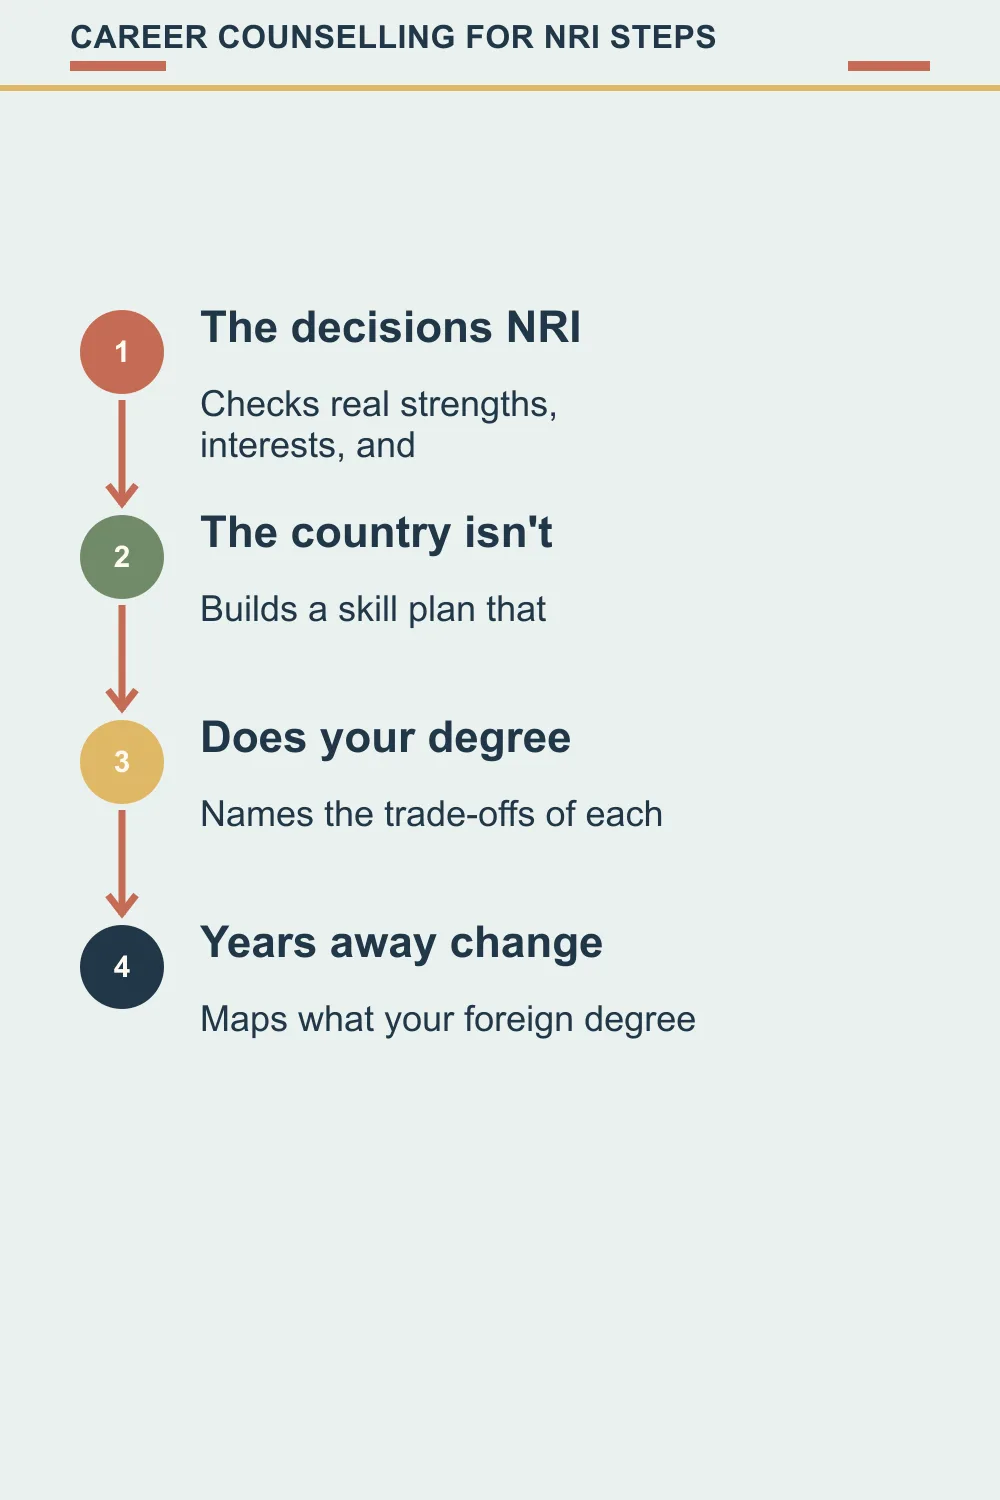 CAREER COUNSELLING FOR NRI STEPS
1
The decisions NRI
Checks real strengths,
interests, and
2
The country isn't
Builds a skill plan that
3
Does your degree
Names the trade-offs of each
4
Years away change
Maps what your foreign degree